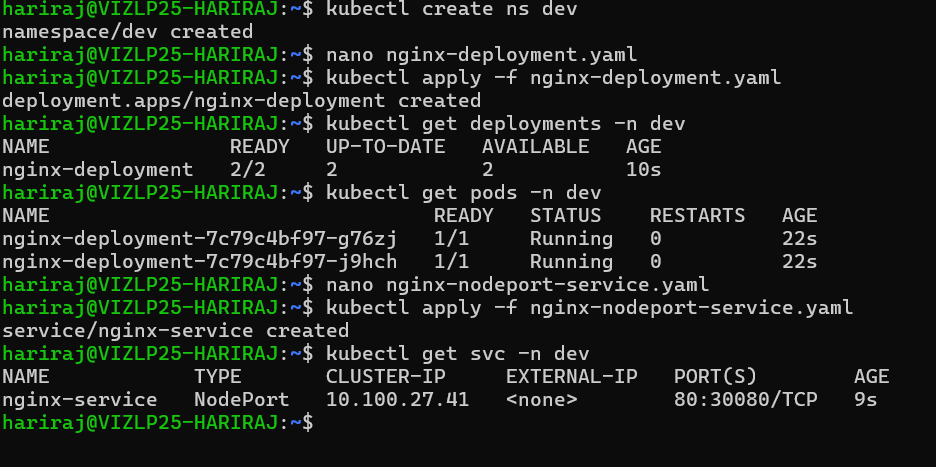 hariraj@VIZLP25-HARIRAJ:~$ kubectl create ns dev
namespace/dev created
hariraj@VIZLP25-HARIRAJ:~$ nano nginx-deployment.yaml
hariraj@VIZLP25-HARIRAJ:~$ kubectl apply -f nginx-deployment.yaml
deployment.apps/nginx-deployment created
hariraj@VIZLP25-HARIRAJ:~$ kubectl get deployments -n dev
NAME               READY   UP-TO-DATE   AVAILABLE   AGE
nginx-deployment   2/2     2            2           10s
hariraj@VIZLP25-HARIRAJ:~$ kubectl get pods -n dev
NAME                                READY   STATUS    RESTARTS   AGE
nginx-deployment-7c79c4bf97-g76zj   1/1     Running   0          22s
nginx-deployment-7c79c4bf97-j9hch   1/1     Running   0          22s
hariraj@VIZLP25-HARIRAJ:~$ nano nginx-nodeport-service.yaml
hariraj@VIZLP25-HARIRAJ:~$ kubectl apply -f nginx-nodeport-service.yaml
service/nginx-service created
hariraj@VIZLP25-HARIRAJ:~$ kubectl get svc -n dev
NAME            TYPE       CLUSTER-IP     EXTERNAL-IP   PORT(S)        AGE
nginx-service   NodePort   10.100.27.41   <none>        80:30080/TCP   9s
hariraj@VIZLP25-HARIRAJ:~$